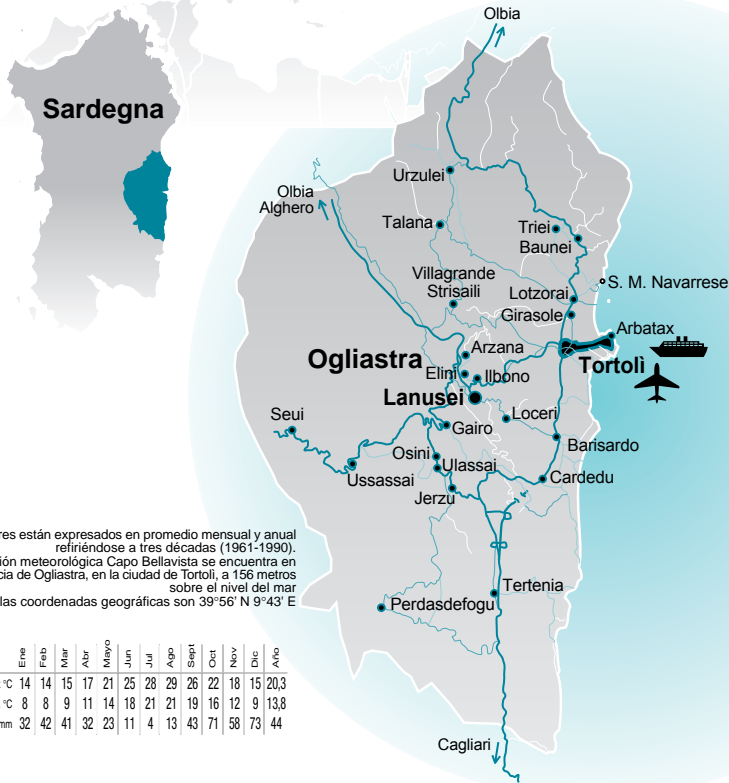 Olbia
Sardegna
Urzulei
Olbia
Alghero
Talana
Triei
Baunei
Villagrande
Strisaili
S. M. Navarrese
Lotzorai
Girasole
Arbatax
Arzana
Ogliastra
Tortolì
Elini
Ilbono
Lanusei
Loceri
Seui
Gairo
Barisardo
Osini
Ulassai
Ussassai
Cardedu
Jerzu
res están expresados en promedio mensual y anual
refiriéndose a tres décadas (1961-1990).
ión meteorológica Capo Bellavista se encuentra en
cia de Ogliastra, en la ciudad de Tortolì, a 156 metros
sobre el nivel del mar
las coordenadas geográficas son 39°56' N 9°43' E
Tertenia
Perdasdefogu
Ene Feb Mar Abr Mayo Jun Jul Ago Sept Oct Nov Dic Año
°C 14 14 15 17 21 25 28 29 26 22 18 15 20,3
°C 8 8 9 11 14 18 21 21 19 16 12 9 13,8
mm 32 42 41 32 23 11 4 13 43 71 58 73 44
Cagliari